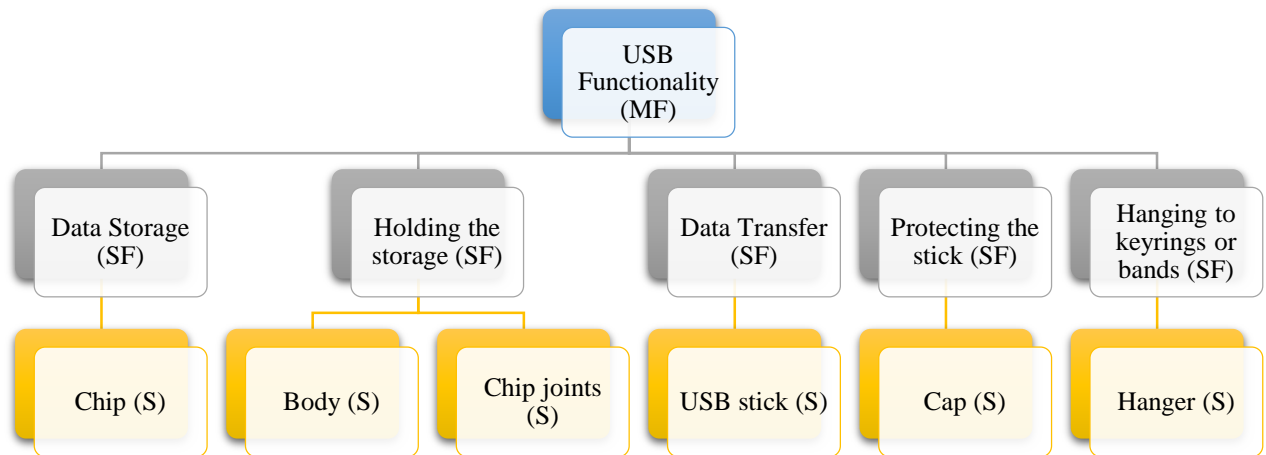 USB
Functionality
(MF)
Data Storage
(SF)
Holding the
storage (SF)
Data Transfer
(SF)
Protecting the
stick (SF)
Hanging to
keyrings or
bands (SF)
Chip (S)
Body (S)
Chip joints
(S)
USB stick (S)
Cap (S)
Hanger (S)